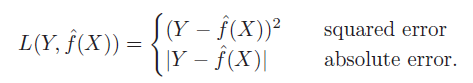 L(Y, f̂(X)) = { (Y − f̂(X))² squared error
|Y − f̂(X)| absolute error.